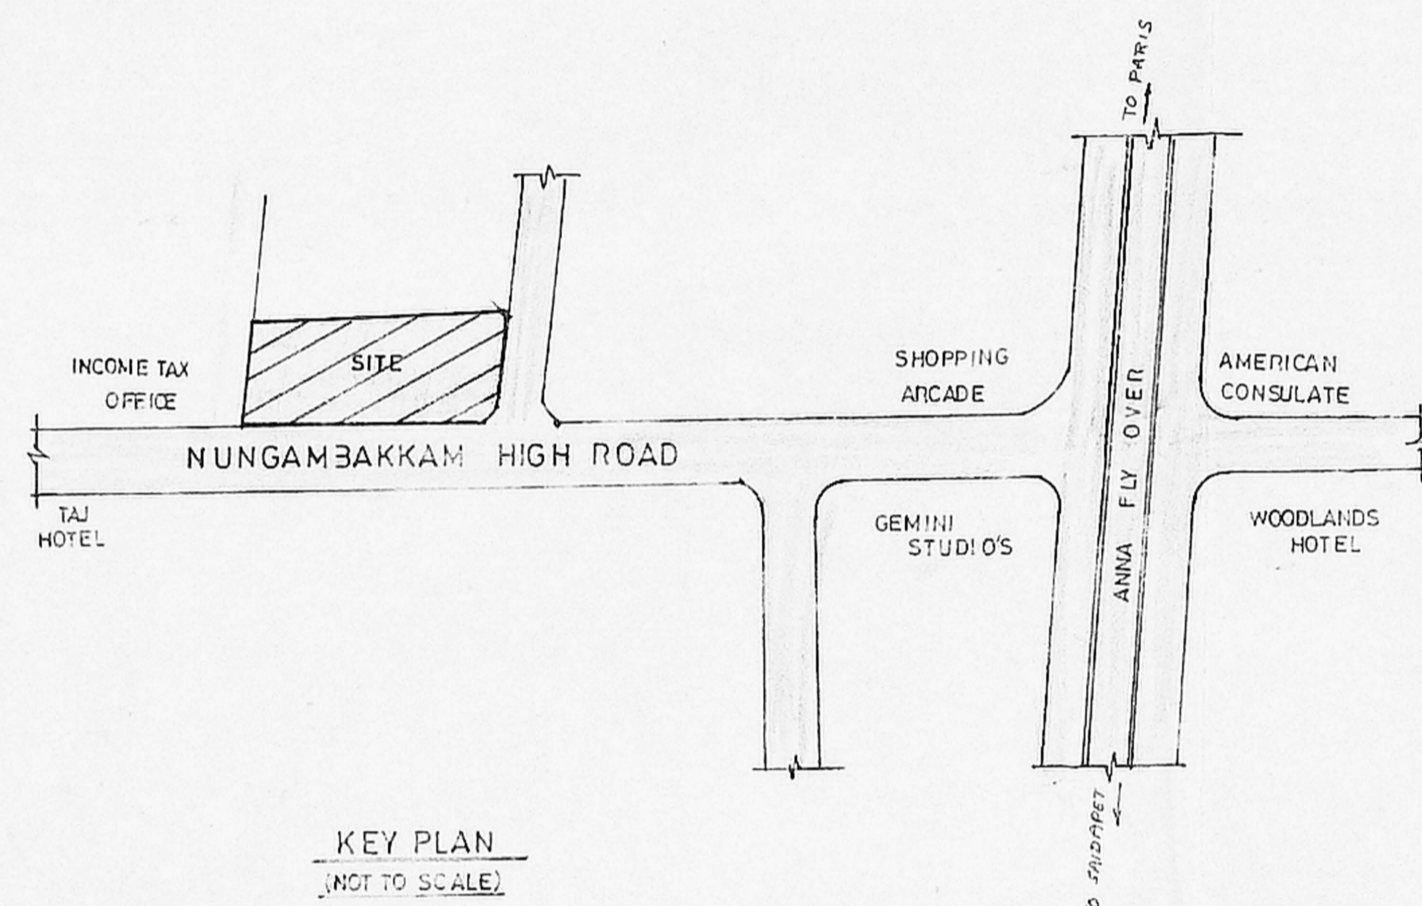 TO PARIS
INCOME TAX
OFFICE
SITE
SHOPPING
ARCADE
AMERICAN
CONSULATE
NUNGAMBAKKAM HIGH ROAD
ANNA FLY OVER
TAJ
HOTEL
GEMINI
STUDIO'S
WOODLANDS
HOTEL
SAIDAPET
KEY PLAN
(NOT TO SCALE)